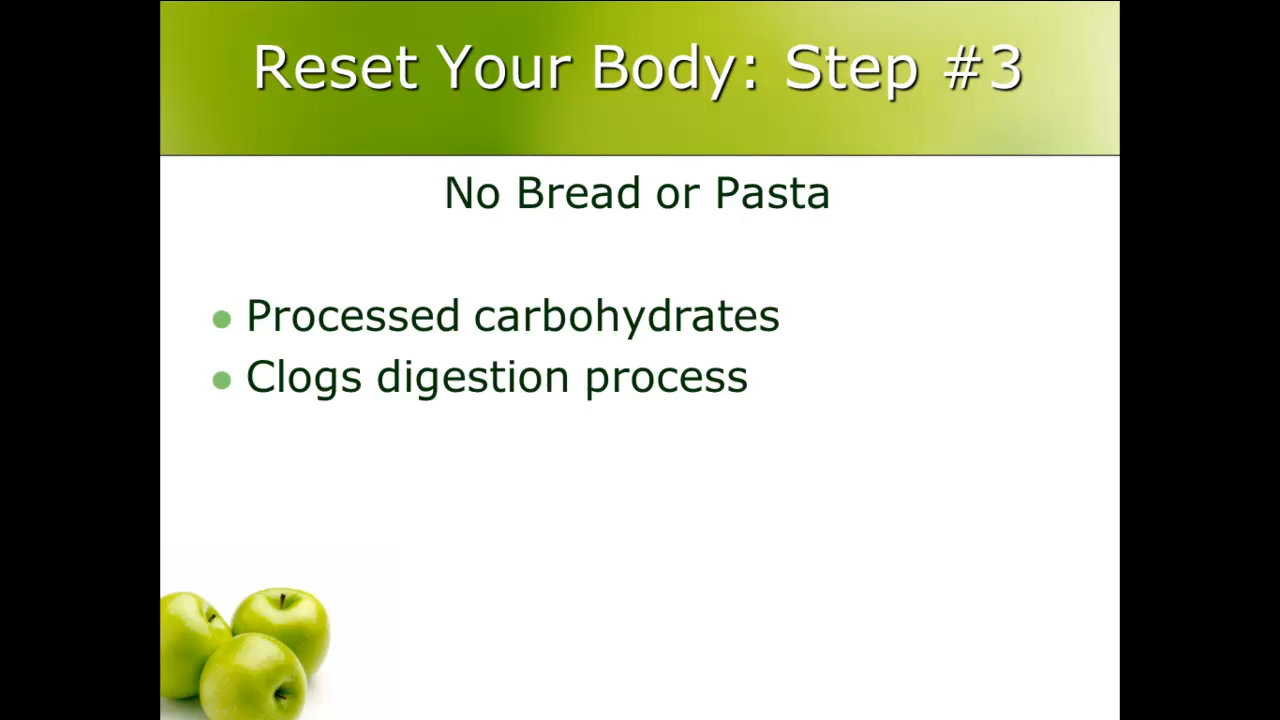 Reset Your Body: Step #3
No Bread or Pasta
Processed carbohydrates
Clogs digestion process